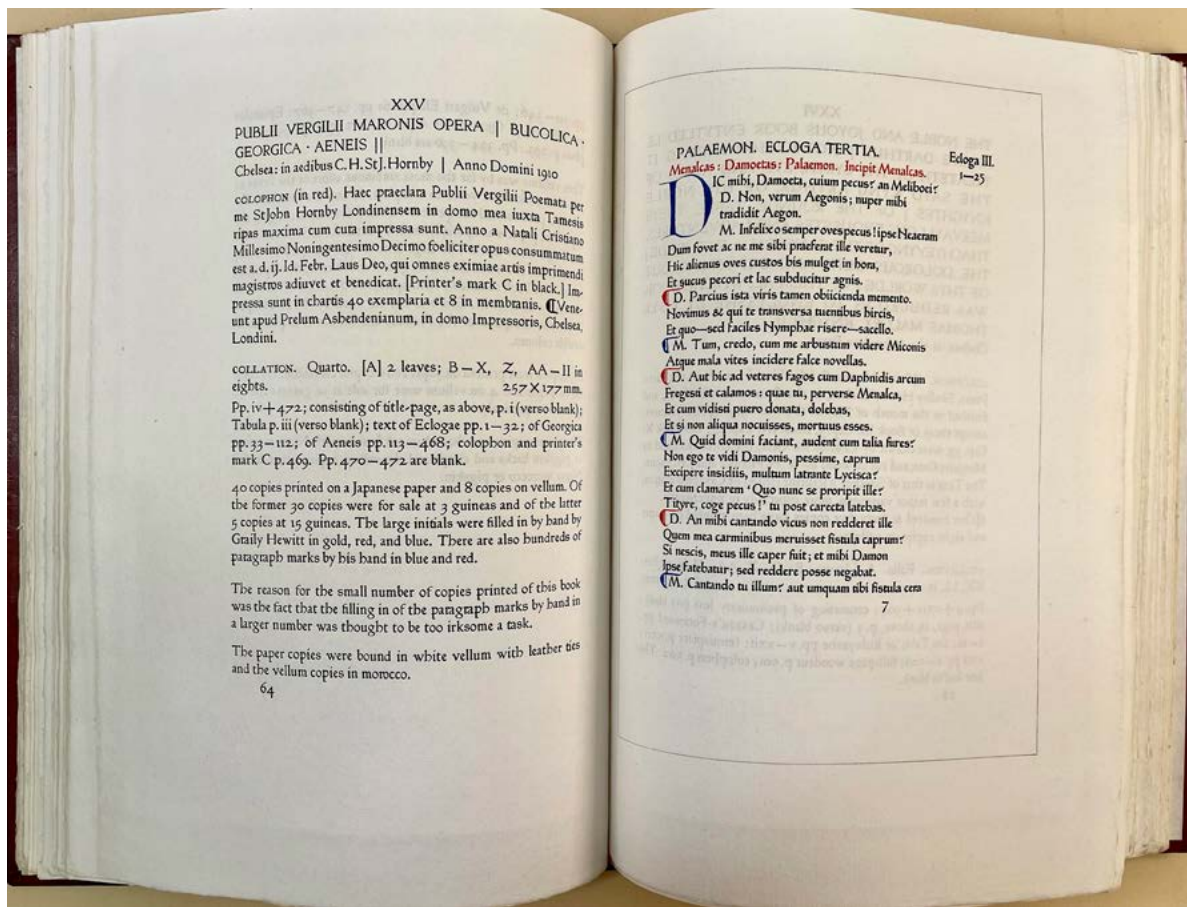 XXV
PUBLII VERGILII MARONIS OPERA | BUCOLICA ·
GEORGICA · AENEIS ||
Chelsea: in aedibus C. H. StJ. Hornby | Anno Domini 1910
COLOPHON (in red). Haec praeclara Publii Vergilii Poemata per
me StJohn Hornby Londinensem in domo mea iuxta Tamesis
ripas maxima cum cura impressa sunt. Anno a Natali Cristiano
Millesimo Noningentesimo Decimo foeliciter opus consummatum
est a. d. ij. Id. Febr. Laus Deo, qui omnes eximiae artis imprimendi
magistros adiuvet et benedicat. [Printer's mark C in black.] Im-
pressa sunt in chartis 40 exemplaria et 8 in membranis. ¶Vene-
unt apud Prelum Ashendenianum, in domo Impressoris, Chelsea,
Londini.
COLLATION. Quarto. [A] 2 leaves; B–X, Z, AA–II in
eights. 257 X 177 mm.
Pp. iv+472; consisting of title-page, as above, p. i (verso blank);
Tabula p. iii (verso blank); text of Eclogae pp. 1–32; of Georgica
pp. 33–112; of Aeneis pp. 113–468; colophon and printer's
mark C p. 469. Pp. 470–472 are blank.
40 copies printed on a Japanese paper and 8 copies on vellum. Of
the former 30 copies were for sale at 3 guineas and of the latter
5 copies at 15 guineas. The large initials were filled in by hand by
Graily Hewitt in gold, red, and blue. There are also hundreds of
paragraph marks by his hand in blue and red.
The reason for the small number of copies printed of this book
was the fact that the filling in of the paragraph marks by hand in
a larger number was thought to be too irksome a task.
The paper copies were bound in white vellum with leather ties
and the vellum copies in morocco.
64
PALAEMON. ECLOGA TERTIA.
Ecloga III.
1–25
Menalcas: Damoetas: Palaemon. Incipit Menalcas.
DIC mihi, Damoeta, cuium pecus? an Meliboei?
D. Non, verum Aegonis; nuper mihi
tradidit Aegon.
M. Infelix o semper oves pecus! ipse Neaeram
Dum fovet ac ne me sibi praeferat illa veretur,
Hic alienus oves custos bis mulget in hora,
Et sucus pecori et lac subducitur agnis.
¶D. Parcius ista viris tamen obiicienda memento.
Novimus & qui te transversa tuentibus hircis,
Et quo—sed faciles Nymphae risere—sacello.
¶M. Tum, credo, cum me arbustum videre Miconis
Atque mala vites incidere falce novellas.
¶D. Aut hic ad veteres fagos cum Daphnidis arcum
Fregesti et calamos: quae tu, perverse Menalca,
Et cum vidisti puero donata, dolebas,
Et si non aliqua nocuisses, mortuus esses.
¶M. Quid domini faciant, audent cum talia fures?
Non ego te vidi Damonis, pessime, caprum
Excipere insidiis, multum latrante Lycisca?
Et cum clamarem 'Quo nunc se proripit ille?
Tityre, coge pecus!' tu post carecta latebas.
¶D. An mihi cantando victus non redderet ille
Quem mea carminibus meruisset fistula caprum?
Si nescis, meus ille caper fuit; et mihi Damon
Ipse fatebatur; sed reddere posse negabat.
¶M. Cantando tu illum? aut umquam tibi fistula cera
7